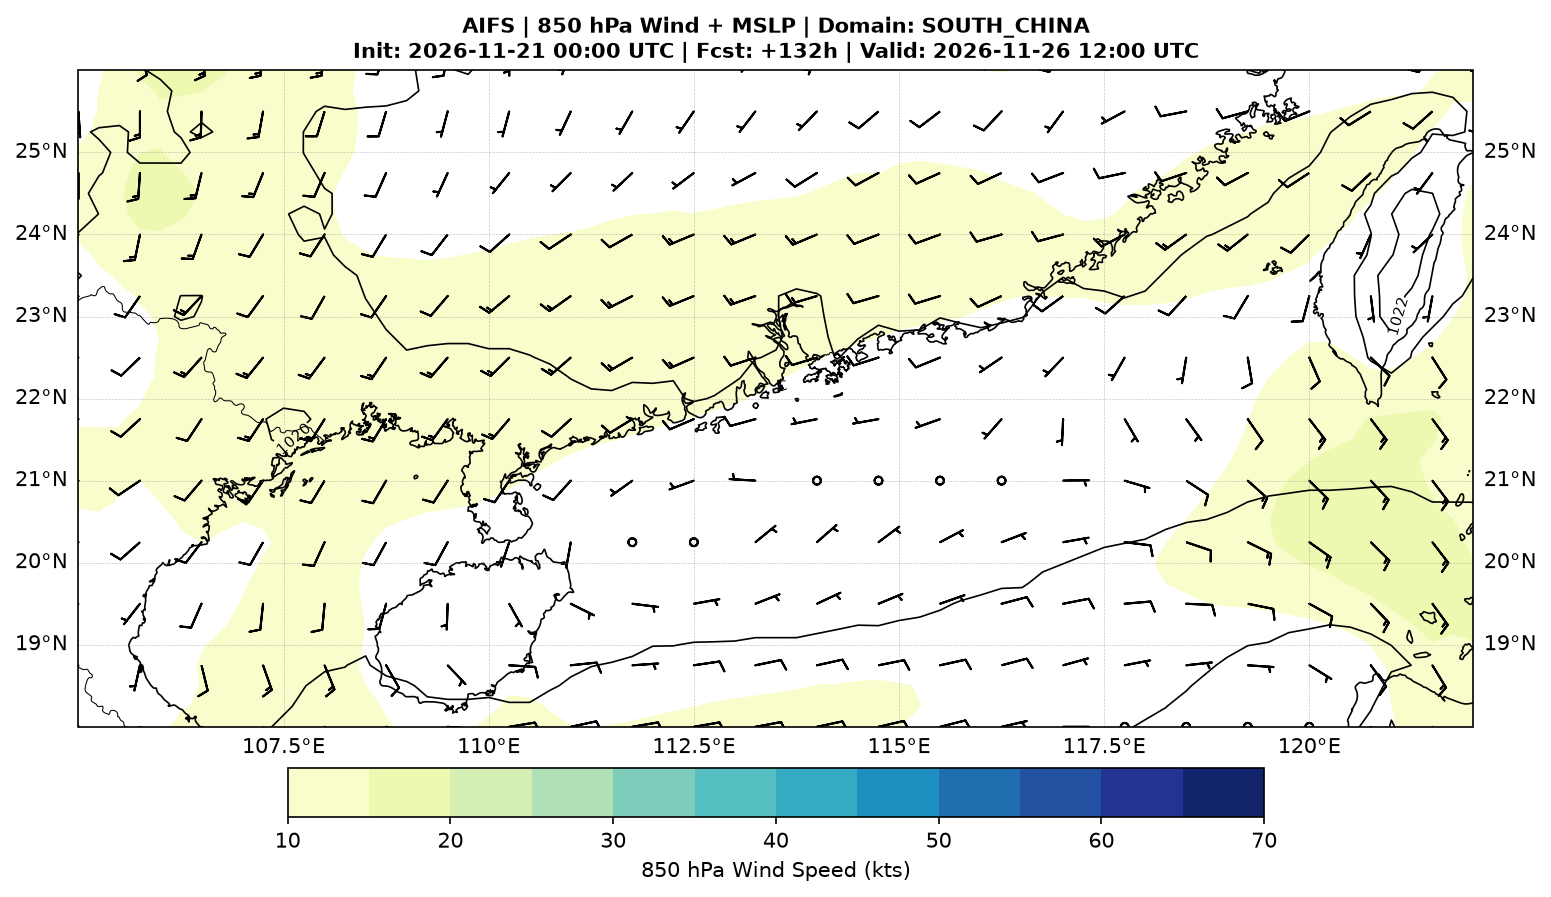 AIFS | 850 hPa Wind + MSLP | Domain: SOUTH_CHINA
Init: 2026-11-21 00:00 UTC | Fcst: +132h | Valid: 2026-11-26 12:00 UTC
25°N 25°N
24°N 24°N
23°N 1022 23°N
22°N 22°N
1020
21°N 21°N
20°N 20°N
19°N 19°N
107.5°E 110°E 112.5°E 115°E 117.5°E 120°E
10 20 30 40 50 60 70
850 hPa Wind Speed (kts)